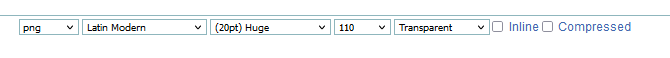 png Latin Modern (20pt) Huge 110 Transparent Inline Compressed